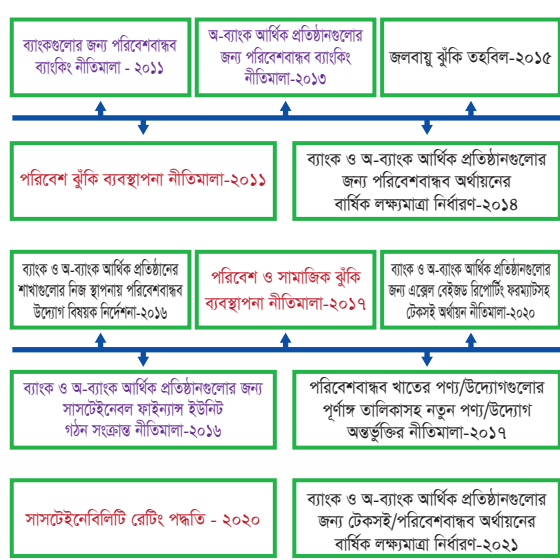 ব্যাংকগুলোর জন্য পরিবেশবান্ধব
ব্যাংকিং নীতিমালা - ২০১১
অ-ব্যাংক আর্থিক প্রতিষ্ঠানগুলোর
জন্য পরিবেশবান্ধব ব্যাংকিং
নীতিমালা-২০১৩
জলবায়ু ঝুঁকি তহবিল-২০১৫
পরিবেশ ঝুঁকি ব্যবস্থাপনা নীতিমালা-২০১১
ব্যাংক ও অ-ব্যাংক আর্থিক প্রতিষ্ঠানগুলোর
জন্য পরিবেশবান্ধব অর্থায়নের
বার্ষিক লক্ষ্যমাত্রা নির্ধারণ-২০১৪
ব্যাংক ও অ-ব্যাংক আর্থিক প্রতিষ্ঠানের
শাখাগুলোর নিজ স্থাপনায় পরিবেশবান্ধব
উদ্যোগ বিষয়ক নির্দেশনা-২০১৬
পরিবেশ ও সামাজিক ঝুঁকি
ব্যবস্থাপনা নীতিমালা-২০১৭
ব্যাংক ও অ-ব্যাংক আর্থিক প্রতিষ্ঠানগুলোর
জন্য এক্সেল বেইজড রিপোর্টিং ফরম্যাটসহ
টেকসই অর্থায়ন নীতিমালা-২০২০
ব্যাংক ও অ-ব্যাংক আর্থিক প্রতিষ্ঠানগুলোর জন্য
সাসটেইনেবল ফাইন্যান্স ইউনিট
গঠন সংক্রান্ত নীতিমালা-২০১৬
পরিবেশবান্ধব খাতের পণ্য/উদ্যোগগুলোর
পূর্ণাঙ্গ তালিকাসহ নতুন পণ্য/উদ্যোগ
অন্তর্ভুক্তির নীতিমালা-২০১৭
সাসটেইনেবিলিটি রেটিং পদ্ধতি - ২০২০
ব্যাংক ও অ-ব্যাংক আর্থিক প্রতিষ্ঠানগুলোর
জন্য টেকসই/পরিবেশবান্ধব অর্থায়নের
বার্ষিক লক্ষ্যমাত্রা নির্ধারণ-২০২১